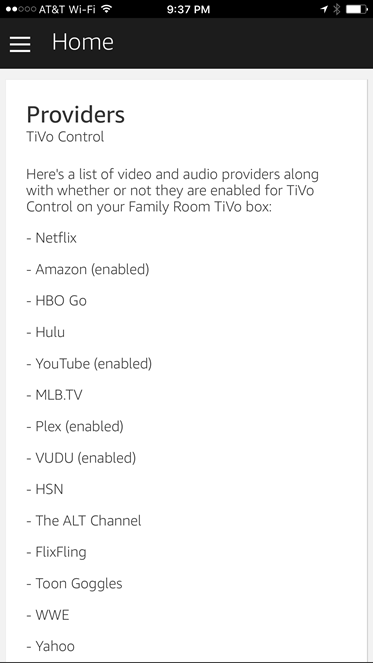 AT&T Wi-Fi 9:37 PM
Home
Providers
TiVo Control
Here's a list of video and audio providers along
with whether or not they are enabled for TiVo
Control on your Family Room TiVo box:
- Netflix
- Amazon (enabled)
- HBO Go
- Hulu
- YouTube (enabled)
- MLB.TV
- Plex (enabled)
- VUDU (enabled)
- HSN
- The ALT Channel
- FlixFling
- Toon Goggles
- WWE
- Yahoo